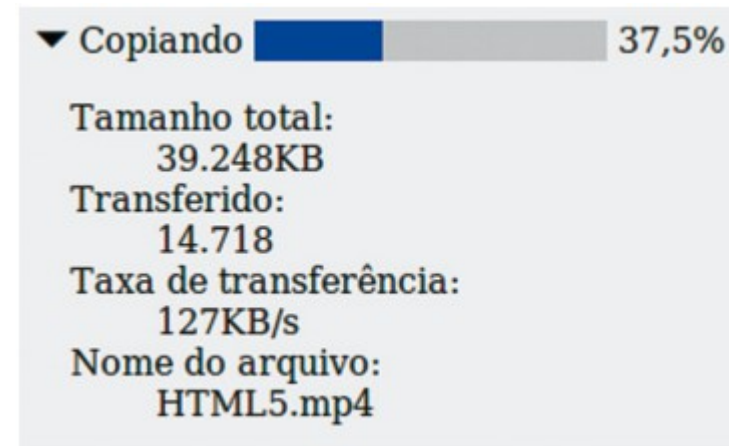 Copiando 37,5%
Tamanho total:
39.248KB
Transferido:
14.718
Taxa de transferência:
127KB/s
Nome do arquivo:
HTML5.mp4